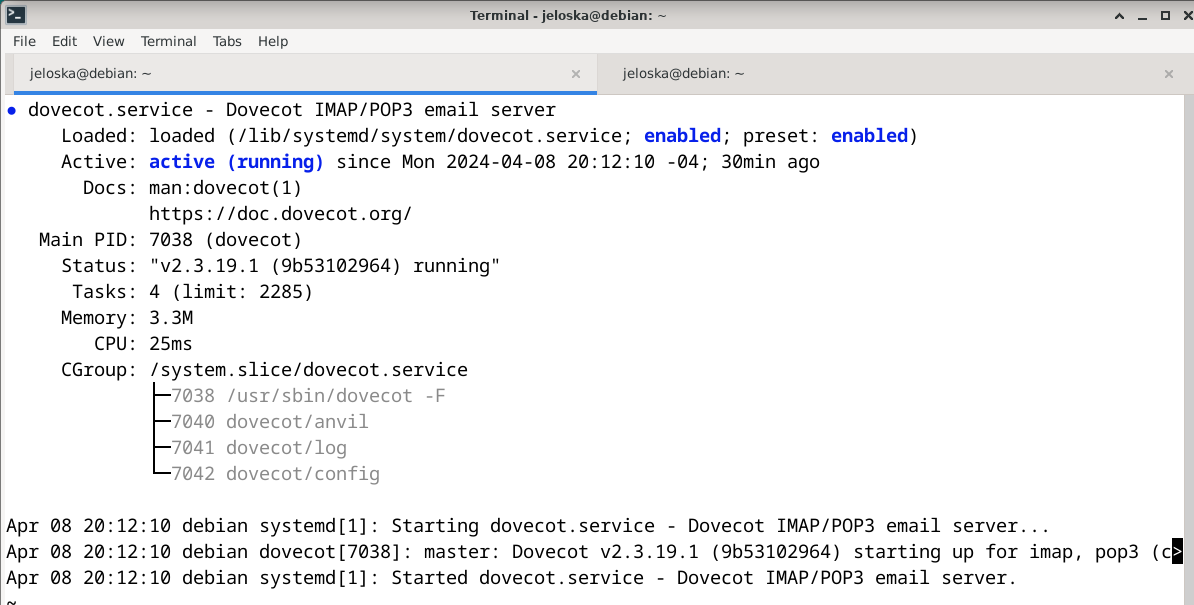 Terminal - jeloska@debian: ~
File Edit View Terminal Tabs Help
jeloska@debian: ~ jeloska@debian: ~
● dovecot.service - Dovecot IMAP/POP3 email server
Loaded: loaded (/lib/systemd/system/dovecot.service; enabled; preset: enabled)
Active: active (running) since Mon 2024-04-08 20:12:10 -04; 30min ago
Docs: man:dovecot(1)
https://doc.dovecot.org/
Main PID: 7038 (dovecot)
Status: "v2.3.19.1 (9b53102964) running"
Tasks: 4 (limit: 2285)
Memory: 3.3M
CPU: 25ms
CGroup: /system.slice/dovecot.service
├─7038 /usr/sbin/dovecot -F
├─7040 dovecot/anvil
├─7041 dovecot/log
└─7042 dovecot/config
Apr 08 20:12:10 debian systemd[1]: Starting dovecot.service - Dovecot IMAP/POP3 email server...
Apr 08 20:12:10 debian dovecot[7038]: master: Dovecot v2.3.19.1 (9b53102964) starting up for imap, pop3 (c>
Apr 08 20:12:10 debian systemd[1]: Started dovecot.service - Dovecot IMAP/POP3 email server.
~